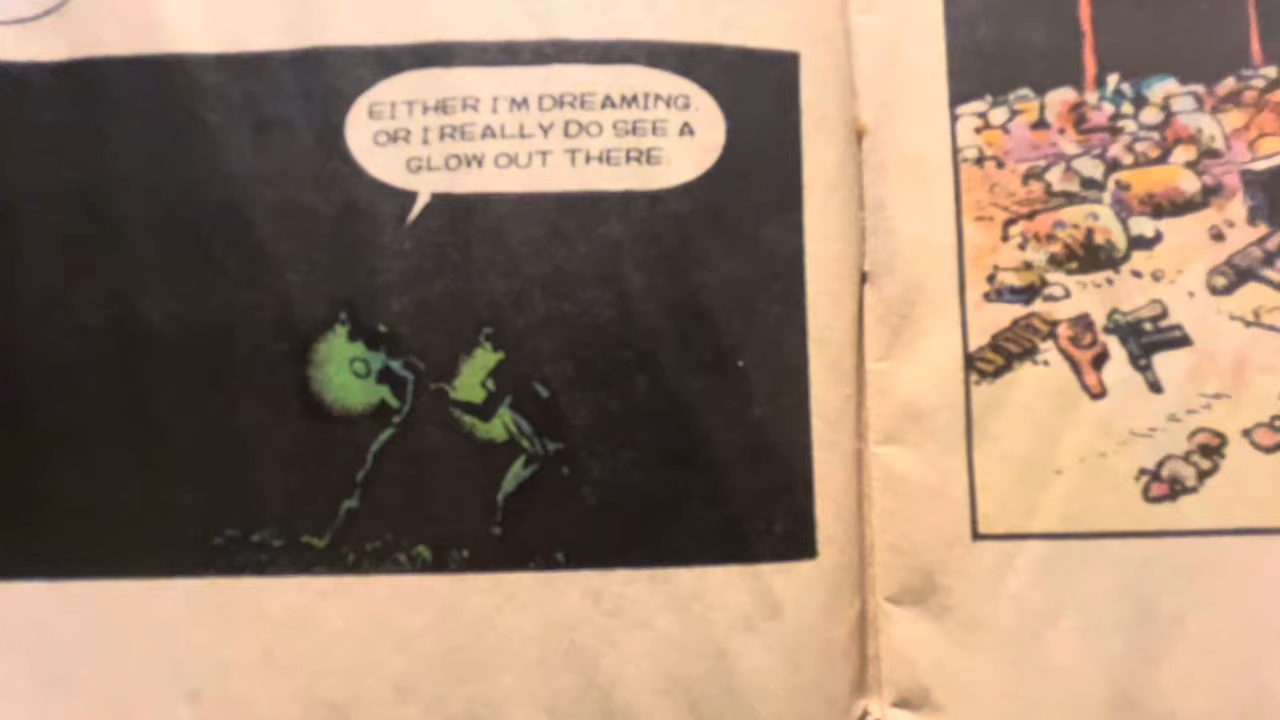 EITHER I'M DREAMING,
OR I REALLY DO SEE A
GLOW OUT THERE.